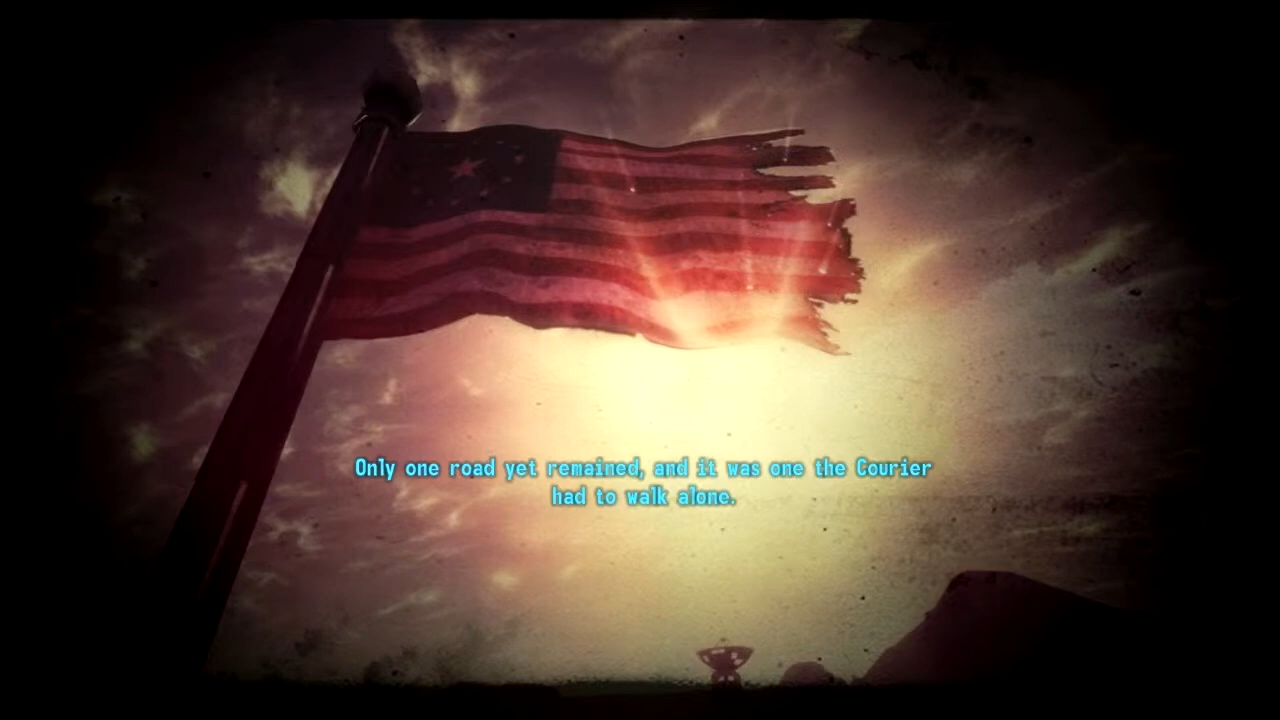 Only one road yet remained, and it was one the Courier
had to walk alone.